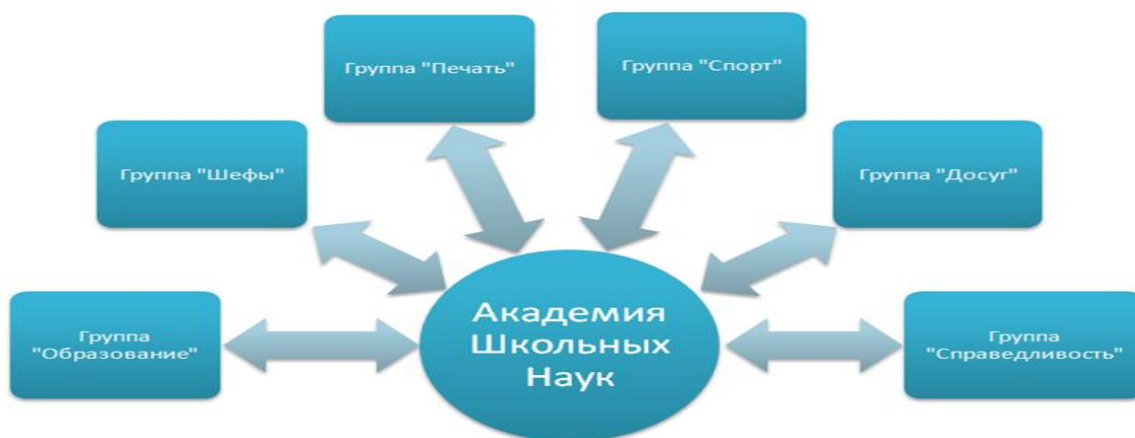 Группа "Печать"
Группа "Спорт"
Группа "Шефы"
Группа "Досуг"
Группа
"Образование"
Академия
Школьных
Наук
Группа
"Справедливость"